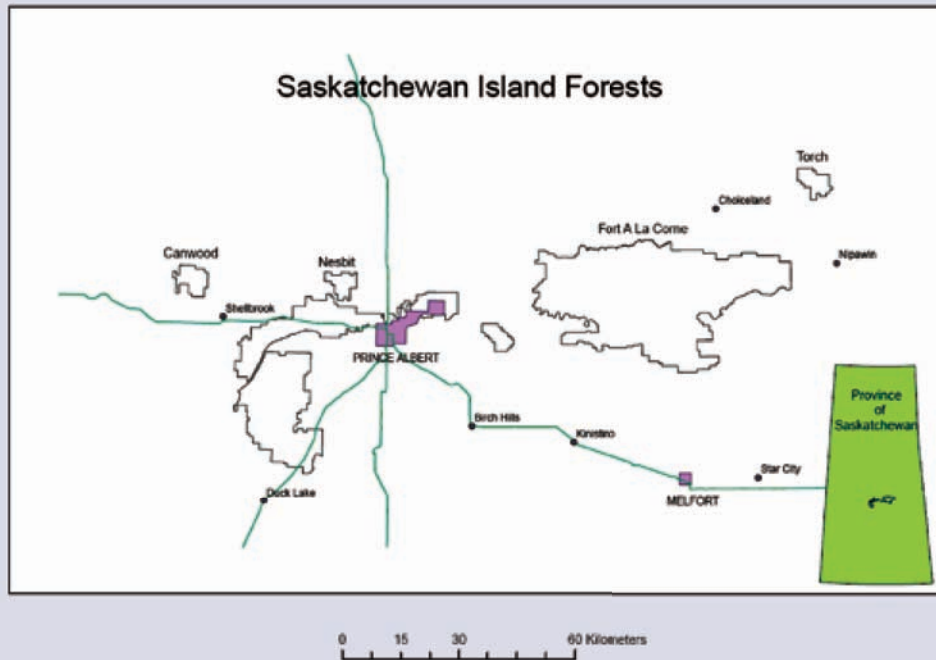 Saskatchewan Island Forests
Torch
Choiceland
Fort A La Corne
Nipawin
Canwood
Nesbit
Shellbrook
PRINCE ALBERT
Birch Hills
Kinistino
Star City
MELFORT
Duck Lake
Province
of
Saskatchewan
0 15 30 60 Kilometers